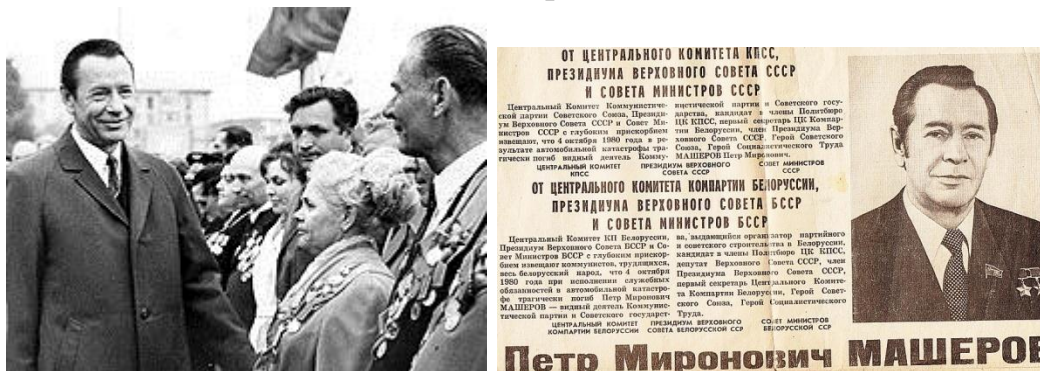 ОТ ЦЕНТРАЛЬНОГО КОМИТЕТА КПСС,
ПРЕЗИДИУМА ВЕРХОВНОГО СОВЕТА СССР
И СОВЕТА МИНИСТРОВ СССР
Центральный Комитет Коммунистиче-
ской партии Советского Союза, Президи-
ум Верховного Совета СССР и Совет Ми-
нистров СССР с глубоким прискорбием
извещают, что 4 октября 1980 года в ре-
зультате автомобильной катастрофы тра-
гически погиб видный деятель Комму-
нистической партии и Советского госу-
дарства, кандидат в члены Политбюро
ЦК КПСС, первый секретарь ЦК Компар-
тии Белоруссии, член Президиума Вер-
ховного Совета СССР, Герой Советского
Союза, Герой Социалистического Труда
МАШЕРОВ Петр Миронович.
ЦЕНТРАЛЬНЫЙ КОМИТЕТ
КПСС
ПРЕЗИДИУМ ВЕРХОВНОГО
СОВЕТА СССР
СОВЕТ МИНИСТРОВ
СССР
ОТ ЦЕНТРАЛЬНОГО КОМИТЕТА КОМПАРТИИ БЕЛОРУССИИ,
ПРЕЗИДИУМА ВЕРХОВНОГО СОВЕТА БССР
И СОВЕТА МИНИСТРОВ БССР
Центральный Комитет КП Белоруссии,
Президиум Верховного Совета БССР и Со-
вет Министров БССР с глубоким прискор-
бием извещают коммунистов, трудящихся,
весь белорусский народ, что 4 октября
1980 года при исполнении служебных
обязанностей в автомобильной катастро-
фе трагически погиб Петр Миронович
МАШЕРОВ — видный деятель Коммунис-
тической партии и Советского государст-
ва, выдающийся организатор партийного
и советского строительства в Белоруссии,
кандидат в члены Политбюро ЦК КПСС,
депутат Верховного Совета СССР, член
Президиума Верховного Совета СССР,
первый секретарь Центрального Комите-
та Компартии Белоруссии, Герой Совет-
ского Союза, Герой Социалистического
Труда.
ЦЕНТРАЛЬНЫЙ КОМИТЕТ
КОМПАРТИИ БЕЛОРУССИИ
ПРЕЗИДИУМ ВЕРХОВНОГО
СОВЕТА БЕЛОРУССКОЙ ССР
СОВЕТ МИНИСТРОВ
БЕЛОРУССКОЙ ССР
Петр Миронович МАШЕРОВ